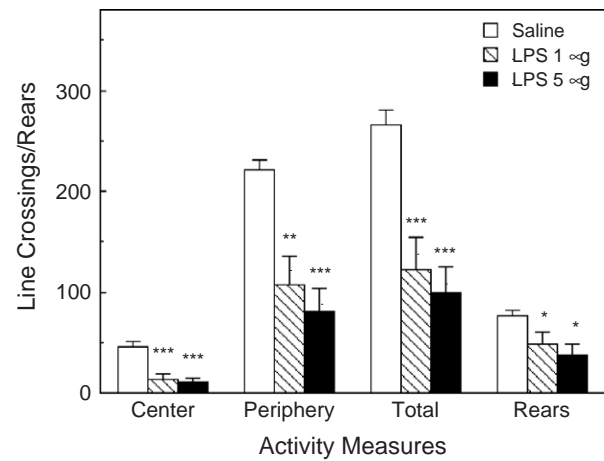 Saline
LPS 1 ∝g
LPS 5 ∝g
Line Crossings/Rears
300
200
100
0
***
***
**
***
***
***
*
*
Center
Periphery
Total
Rears
Activity Measures